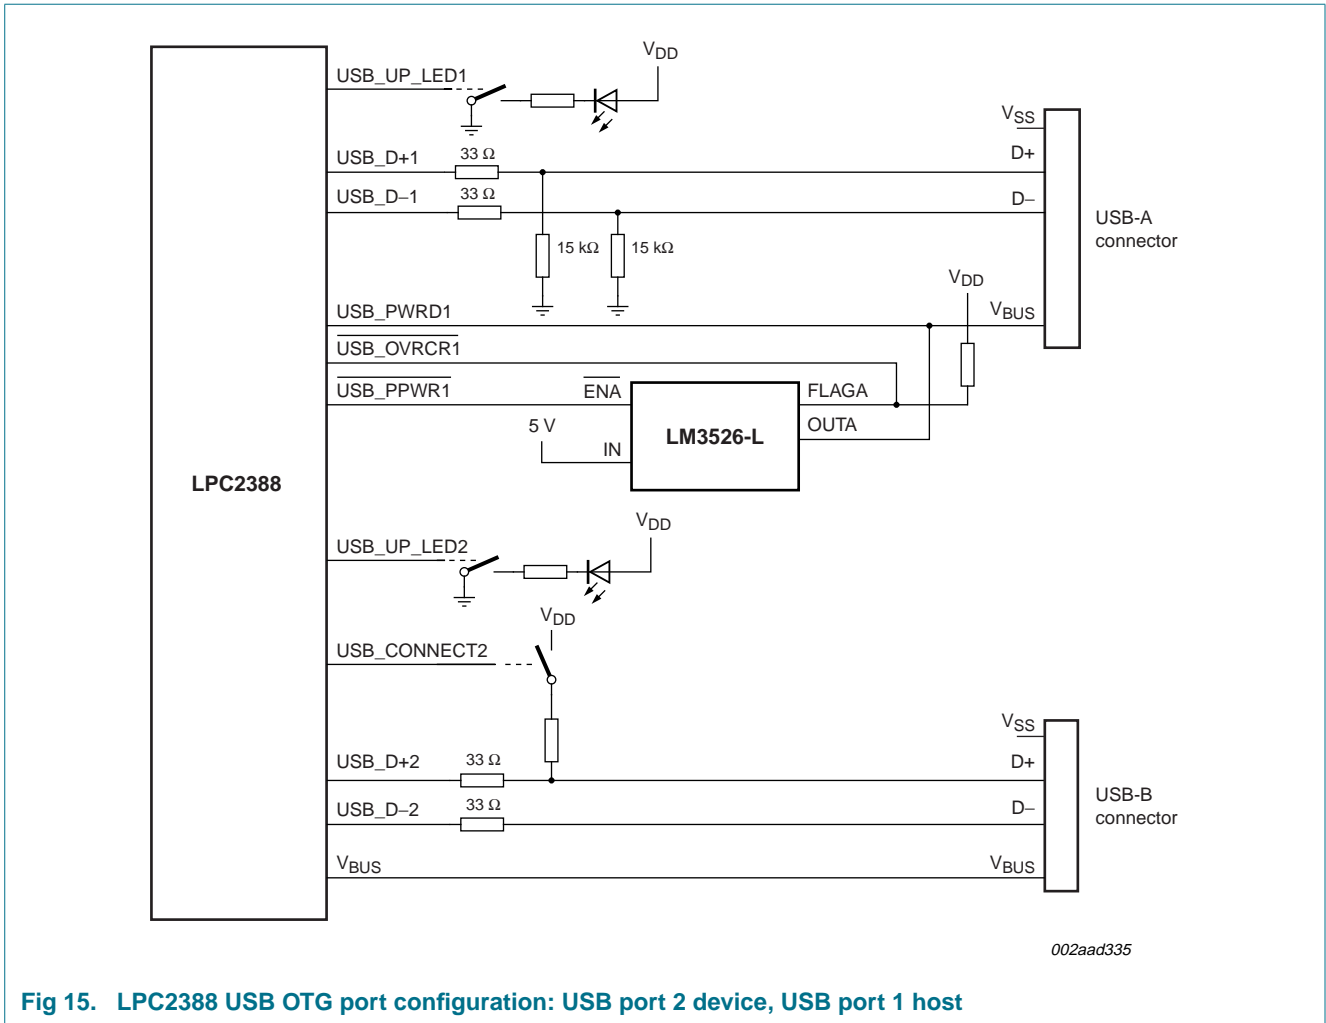 VDD
USB_UP_LED1
VSS
USB_D+1
33 Ω
D+
USB_D−1
33 Ω
D−
USB-A
connector
15 kΩ
15 kΩ
VDD
USB_PWRD1
VBUS
USB_OVRCR1
USB_PPWR1
ENA
FLAGA
5 V
OUTA
LM3526-L
IN
LPC2388
VDD
USB_UP_LED2
VDD
USB_CONNECT2
VSS
USB_D+2
33 Ω
D+
USB-B
connector
USB_D−2
33 Ω
D−
VBUS
VBUS
002aad335
Fig 15. LPC2388 USB OTG port configuration: USB port 2 device, USB port 1 host